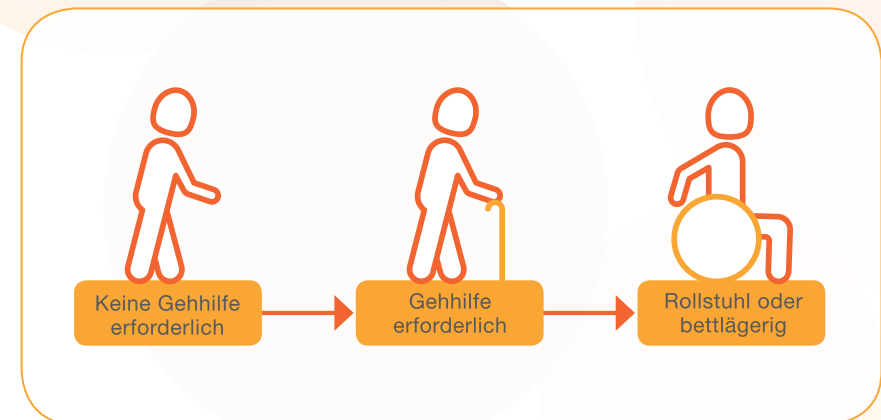 Keine Gehhilfe
erforderlich
Gehhilfe
erforderlich
Rollstuhl oder
bettlägerig